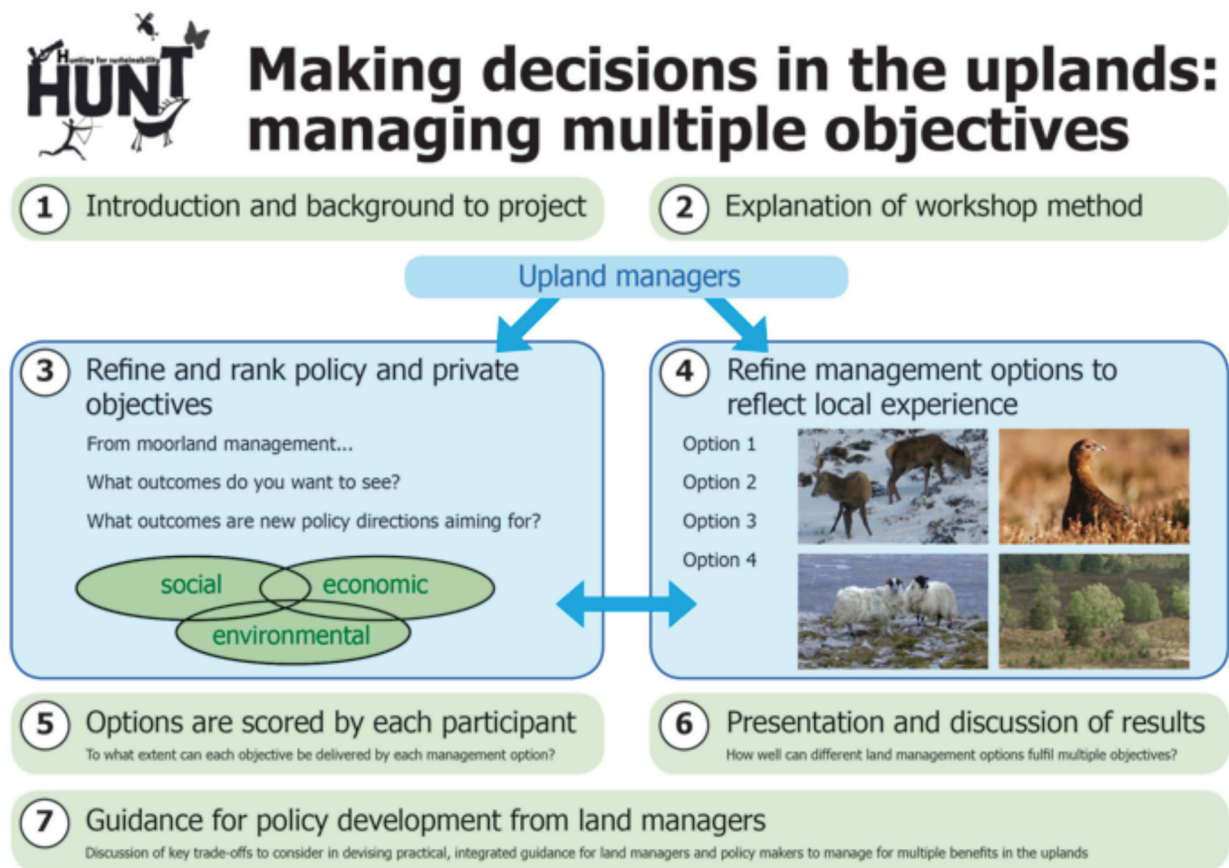 Hunting for sustainability
HUNT
Making decisions in the uplands:
managing multiple objectives
1 Introduction and background to project
2 Explanation of workshop method
Upland managers
3 Refine and rank policy and private
objectives
From moorland management...
What outcomes do you want to see?
What outcomes are new policy directions aiming for?
social
economic
environmental
4 Refine management options to
reflect local experience
Option 1
Option 2
Option 3
Option 4
5 Options are scored by each participant
To what extent can each objective be delivered by each management option?
6 Presentation and discussion of results
How well can different land management options fulfil multiple objectives?
7 Guidance for policy development from land managers
Discussion of key trade-offs to consider in devising practical, integrated guidance for land managers and policy makers to manage for multiple benefits in the uplands